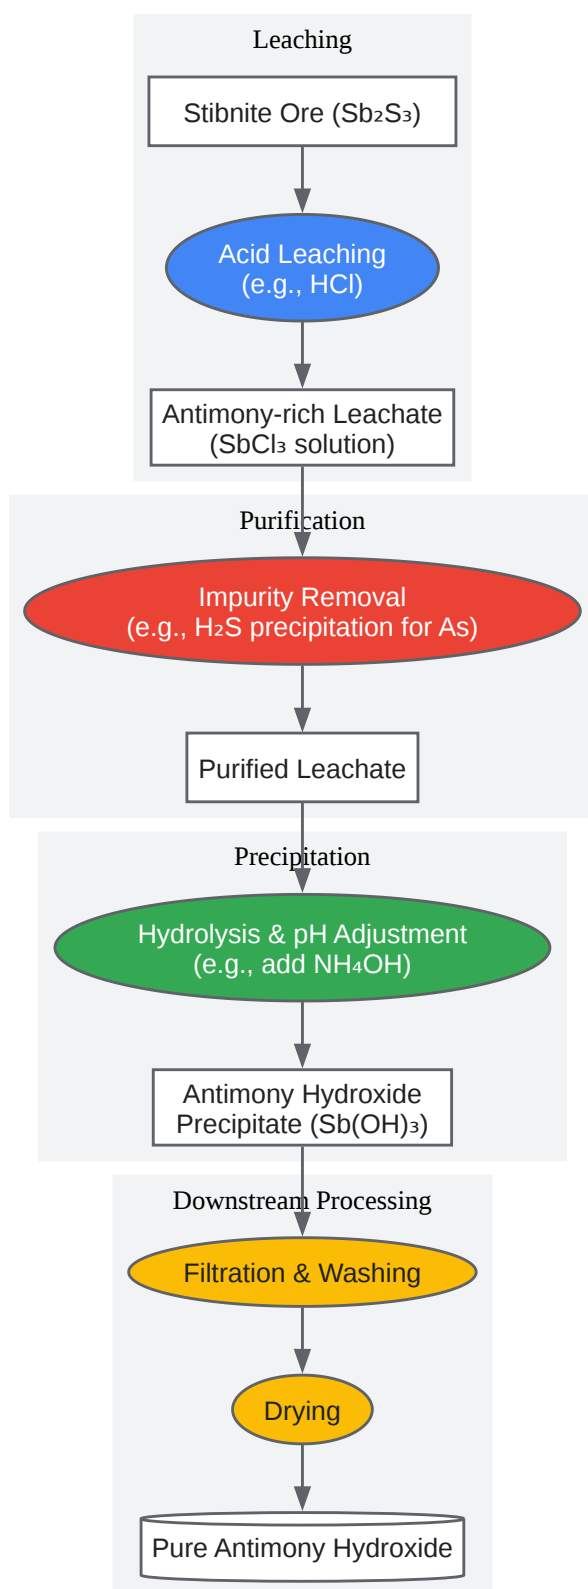 Leaching
Stibnite Ore (Sb₂S₃)
Acid Leaching
(e.g., HCl)
Antimony-rich Leachate
(SbCl₃ solution)
Purification
Impurity Removal
(e.g., H₂S precipitation for As)
Purified Leachate
Precipitation
Hydrolysis & pH Adjustment
(e.g., add NH₄OH)
Antimony Hydroxide
Precipitate (Sb(OH)₃)
Downstream Processing
Filtration & Washing
Drying
Pure Antimony Hydroxide